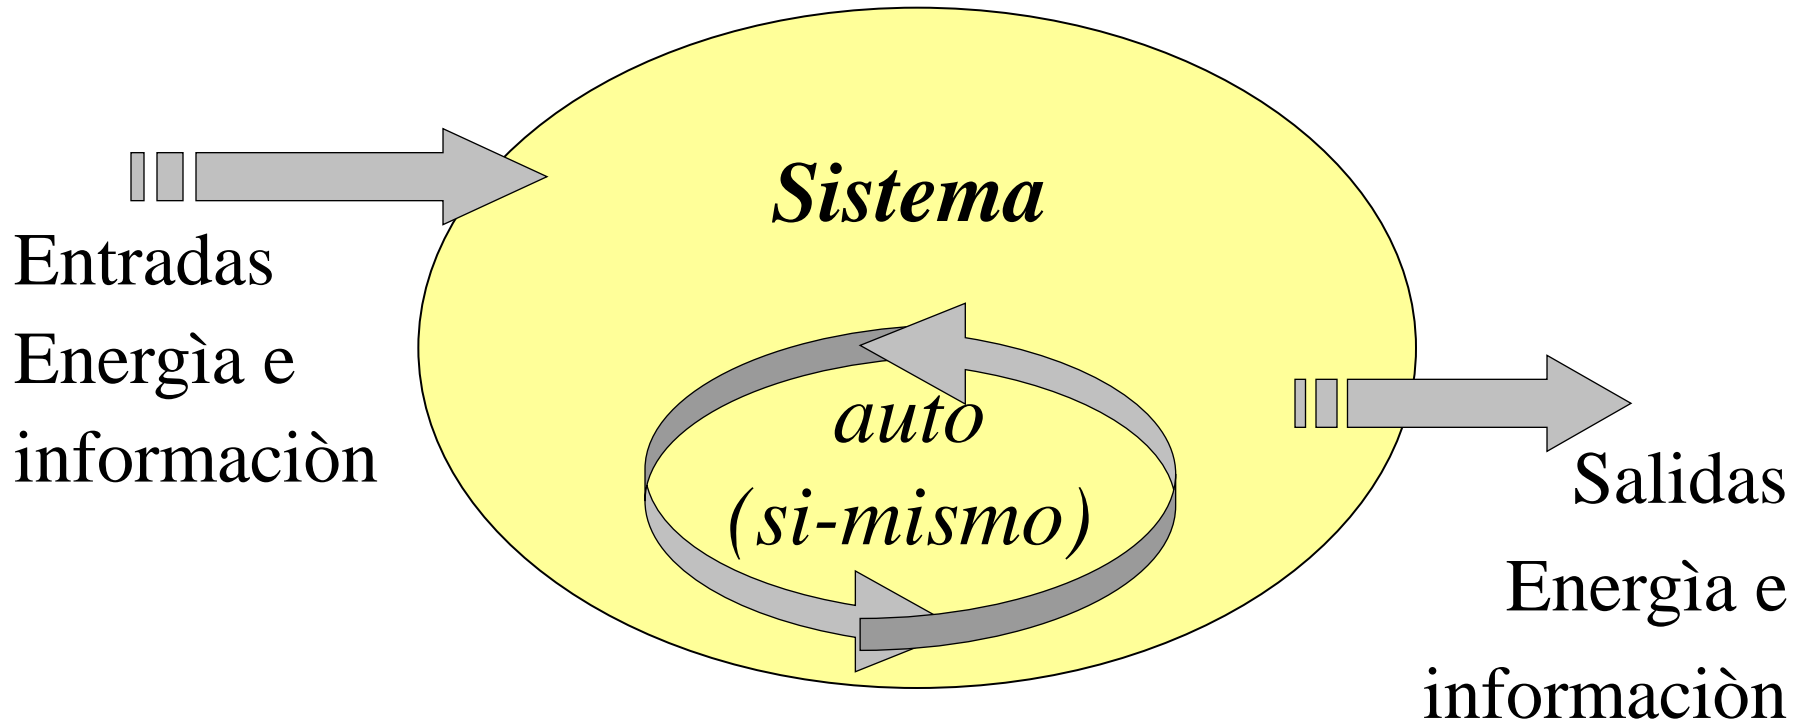 Sistema
Entradas
Energìa e
informaciòn
auto
(si-mismo)
Salidas
Energìa e
informaciòn